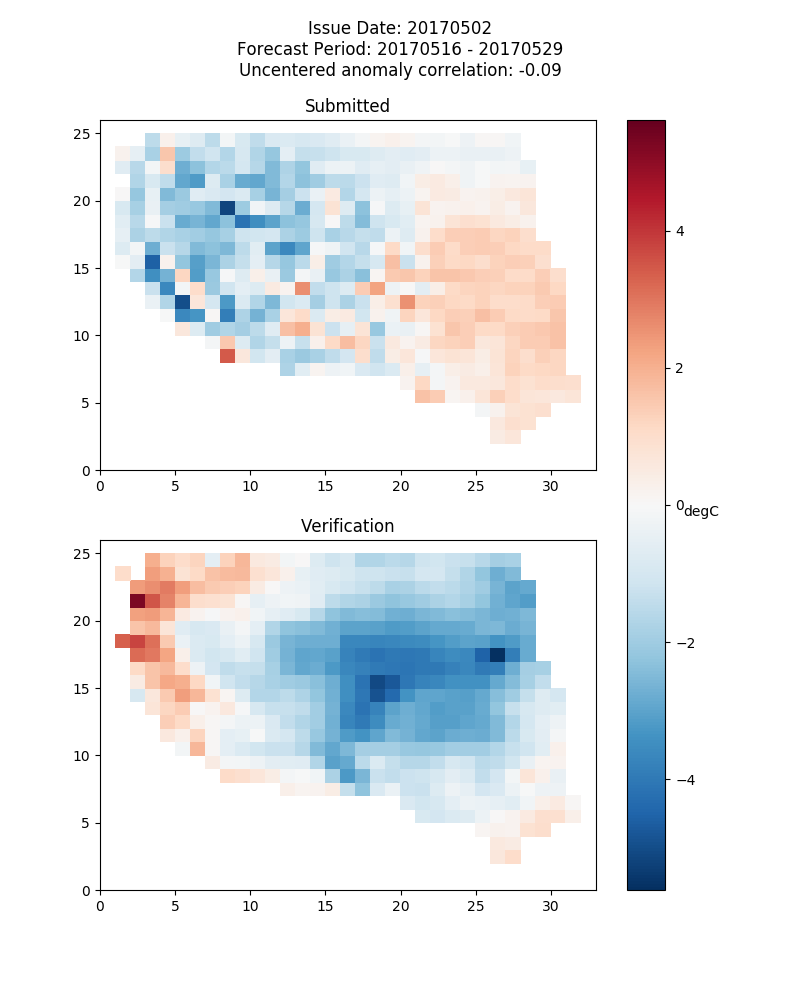 Issue Date: 20170502
Forecast Period: 20170516 - 20170529
Uncentered anomaly correlation: -0.09
Submitted
25
20
15
10
5
0
0 5 10 15 20 25 30
Verification
25
20
15
10
5
0
0 5 10 15 20 25 30
4
2
0
−2
−4
degC